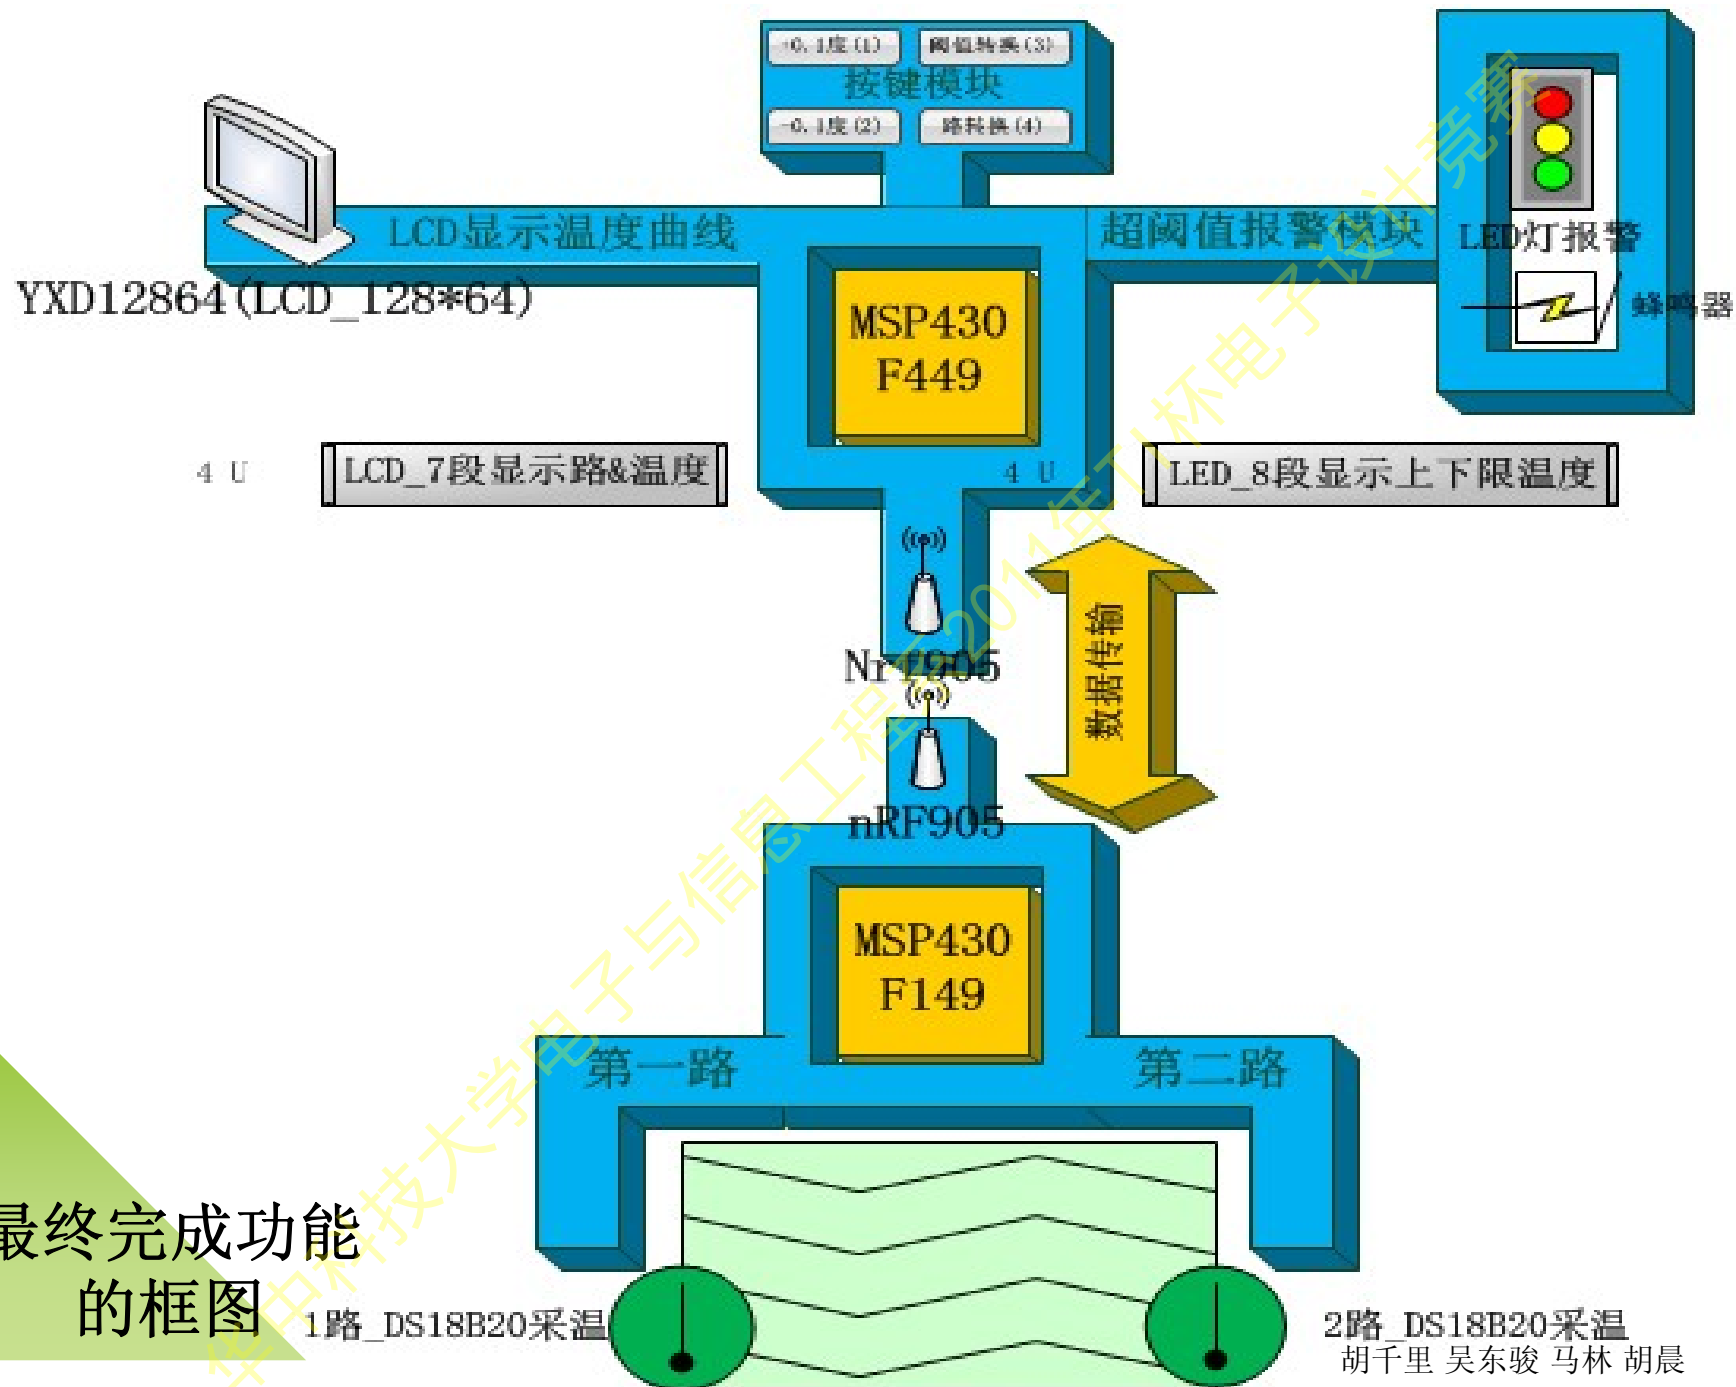 +0.1度(1)
阈值转换(3)
按键模块
-0.1度(2)
路转换(4)
LCD显示温度曲线
超阈值报警模块
LED灯报警
YXD12864(LCD_128*64)
蜂鸣器
MSP430
F449
4 U
LCD_7段显示路&温度
4 U
LED_8段显示上下限温度
Nrf905
数据传输
nRF905
MSP430
F149
第一路
第二路
最终完成功能
的框图
1路_DS18B20采温
2路_DS18B20采温
胡千里 吴东骏 马林 胡晨
华中科技大学电子与信息工程系2011年TI杯电子设计竞赛